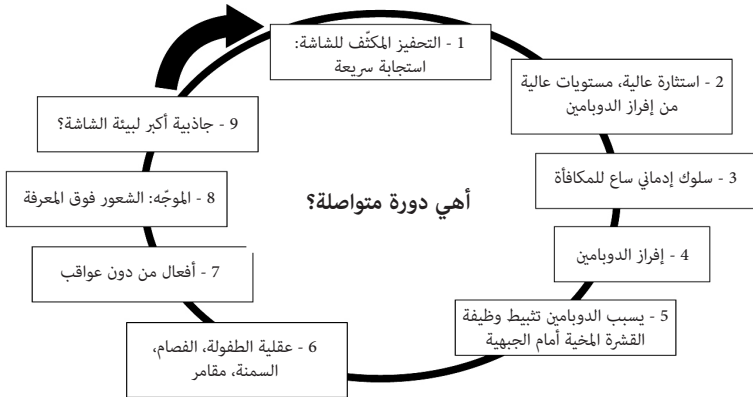 1 - التحفيز المكثّف للشاشة:
استجابة سريعة
2 - استثارة عالية، مستويات عالية
من إفراز الدوبامين
3 - سلوك إدماني ساع للمكافأة
4 - إفراز الدوبامين
5 - يسبب الدوبامين تثبيط وظيفة
القشرة المخية أمام الجبهية
6 - عقلية الطفولة، الفصام،
السمنة، مقامر
7 - أفعال من دون عواقب
8 - الموجّه: الشعور فوق المعرفة
9 - جاذبية أكبر لبيئة الشاشة؟
أهي دورة متواصلة؟